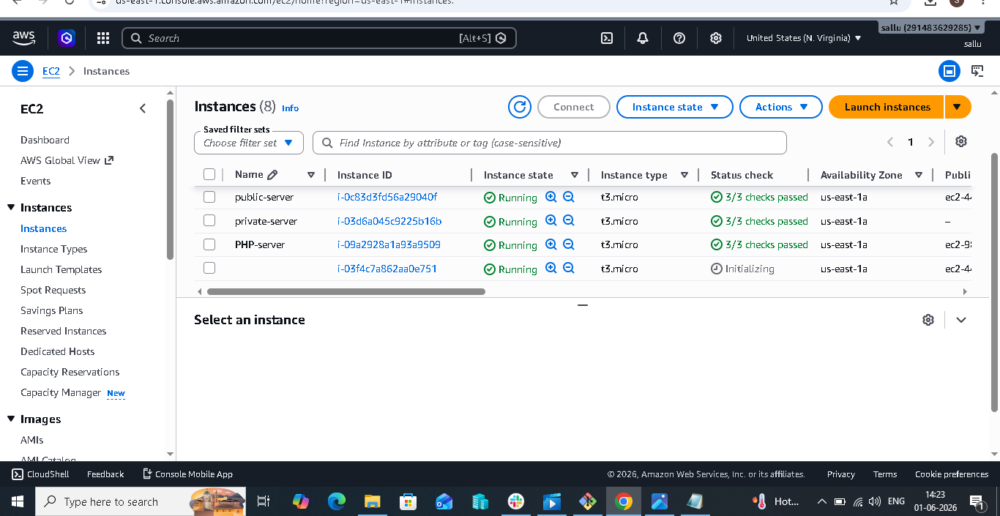 us-east-1.console.aws.amazon.com/ec2/home?region=us-east-1#Instances:
aws
Search
[Alt+S]
United States (N. Virginia)
sallu (291483629285)
sallu
EC2
Instances
EC2
Dashboard
AWS Global View
Events
Instances
Instances
Instance Types
Launch Templates
Spot Requests
Savings Plans
Reserved Instances
Dedicated Hosts
Capacity Reservations
Capacity Manager New
Images
AMIs
AMI Catalog
Instances (8) Info
Connect
Instance state
Actions
Launch instances
Saved filter sets
Choose filter set
Find Instance by attribute or tag (case-sensitive)
1
Name Instance ID Instance state Instance type Status check Availability Zone Publi
public-server i-0c83d3fd56a29040f Running t3.micro 3/3 checks passed us-east-1a ec2-4
private-server i-03d6a045c9225b16b Running t3.micro 3/3 checks passed us-east-1a –
PHP-server i-09a2928a1a93a9509 Running t3.micro 3/3 checks passed us-east-1a ec2-9
i-03f4c7a862aa0e751 Running t3.micro Initializing us-east-1a ec2-4
Select an instance
CloudShell Feedback Console Mobile App
© 2026, Amazon Web Services, Inc. or its affiliates. Privacy Terms Cookie preferences
Type here to search
Hot...
ENG
14:23
01-06-2026
1